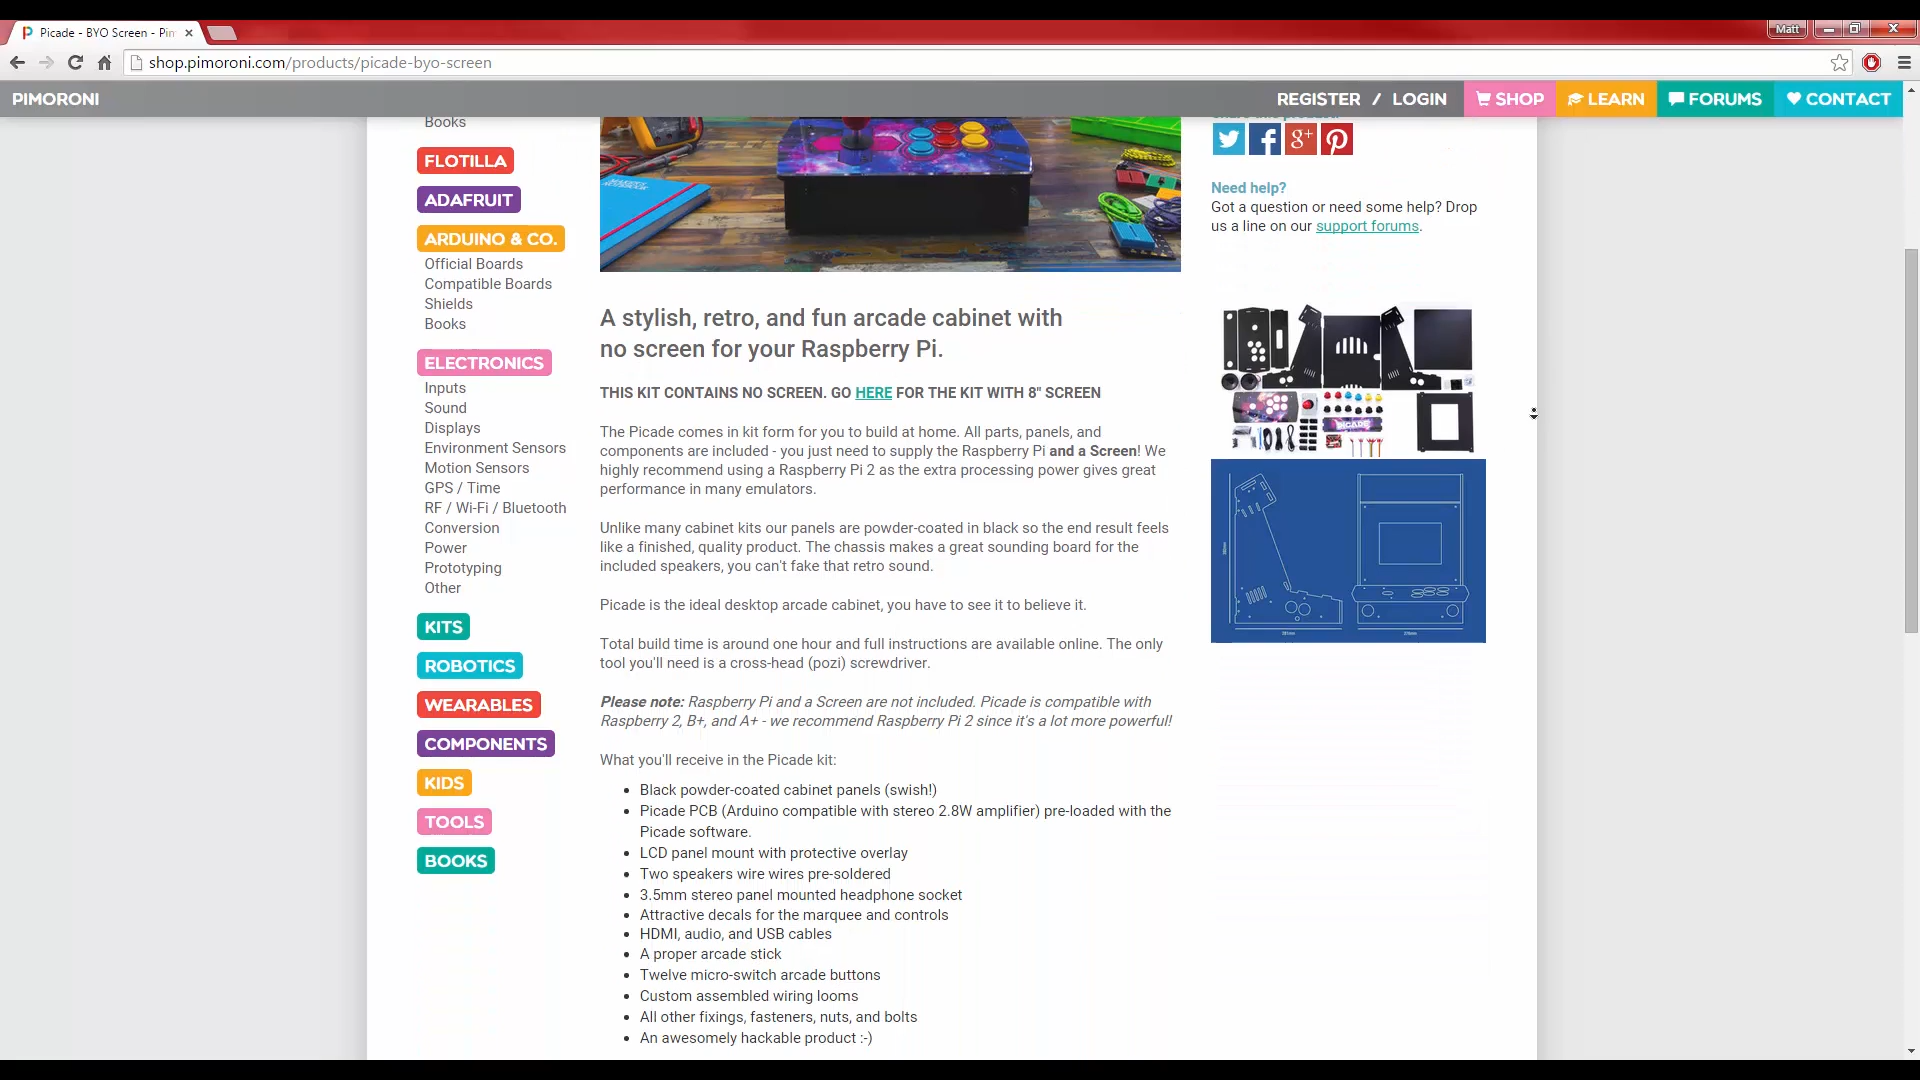 Picade - BYO Screen - Pim
Matt
shop.pimoroni.com/products/picade-byo-screen
PIMORONI
REGISTER / LOGIN
SHOP
LEARN
FORUMS
CONTACT
Books
FLOTILLA
ADAFRUIT
ARDUINO & CO.
Official Boards
Compatible Boards
Shields
Books
ELECTRONICS
Inputs
Sound
Displays
Environment Sensors
Motion Sensors
GPS / Time
RF / Wi-Fi / Bluetooth
Conversion
Power
Prototyping
Other
KITS
ROBOTICS
WEARABLES
COMPONENTS
KIDS
TOOLS
BOOKS
A stylish, retro, and fun arcade cabinet with
no screen for your Raspberry Pi.
THIS KIT CONTAINS NO SCREEN. GO HERE FOR THE KIT WITH 8" SCREEN
The Picade comes in kit form for you to build at home. All parts, panels, and
components are included - you just need to supply the Raspberry Pi and a Screen! We
highly recommend using a Raspberry Pi 2 as the extra processing power gives great
performance in many emulators.
Unlike many cabinet kits our panels are powder-coated in black so the end result feels
like a finished, quality product. The chassis makes a great sounding board for the
included speakers, you can't fake that retro sound.
Picade is the ideal desktop arcade cabinet, you have to see it to believe it.
Total build time is around one hour and full instructions are available online. The only
tool you'll need is a cross-head (pozi) screwdriver.
Please note: Raspberry Pi and a Screen are not included. Picade is compatible with
Raspberry 2, B+, and A+ - we recommend Raspberry Pi 2 since it's a lot more powerful!
What you'll receive in the Picade kit:
• Black powder-coated cabinet panels (swish!)
• Picade PCB (Arduino compatible with stereo 2.8W amplifier) pre-loaded with the
Picade software.
• LCD panel mount with protective overlay
• Two speakers wire wires pre-soldered
• 3.5mm stereo panel mounted headphone socket
• Attractive decals for the marquee and controls
• HDMI, audio, and USB cables
• A proper arcade stick
• Twelve micro-switch arcade buttons
• Custom assembled wiring looms
• All other fixings, fasteners, nuts, and bolts
• An awesomely hackable product :-)
Share this product:
Need help?
Got a question or need some help? Drop
us a line on our support forums.
PICADE